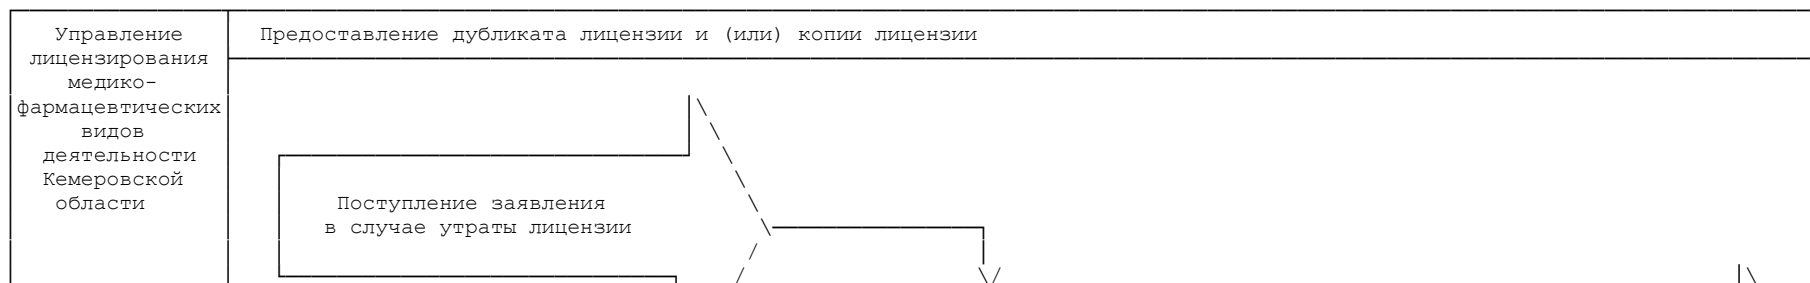 Управление
лицензирования
медико-
фармацевтических
видов
деятельности
Кемеровской
области
Предоставление дубликата лицензии и (или) копии лицензии
Поступление заявления
в случае утраты лицензии